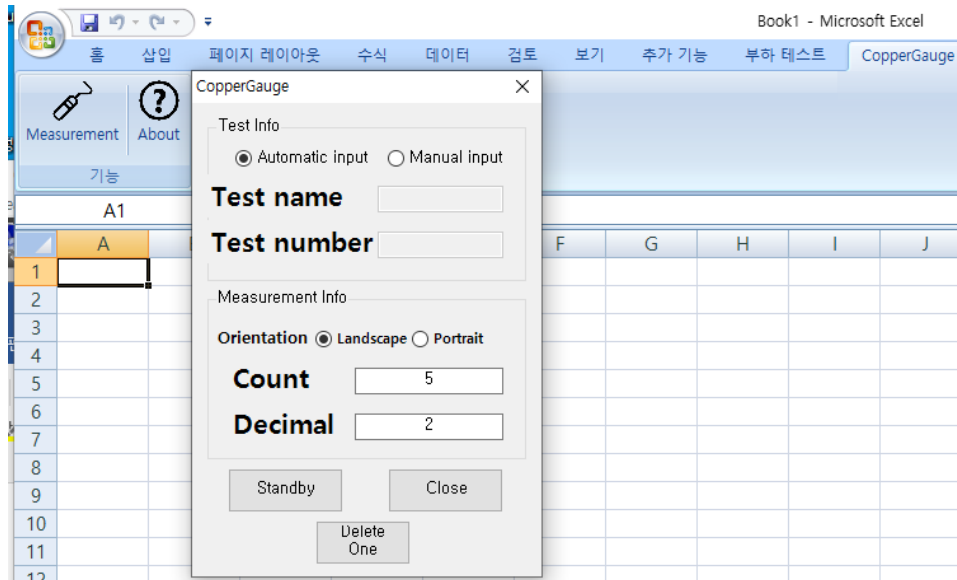 Book1 - Microsoft Excel
홈 삽입 페이지 레이아웃 수식 데이터 검토 보기 추가 기능 부하 테스트 CopperGauge
Measurement About
기능
CopperGauge
Test Info
Automatic input Manual input
Test name
Test number
Measurement Info
Orientation Landscape Portrait
Count 5
Decimal 2
Standby Close
Delete
One
A1
A F G H I J
1
2
3
4
5
6
7
8
9
10
11
12